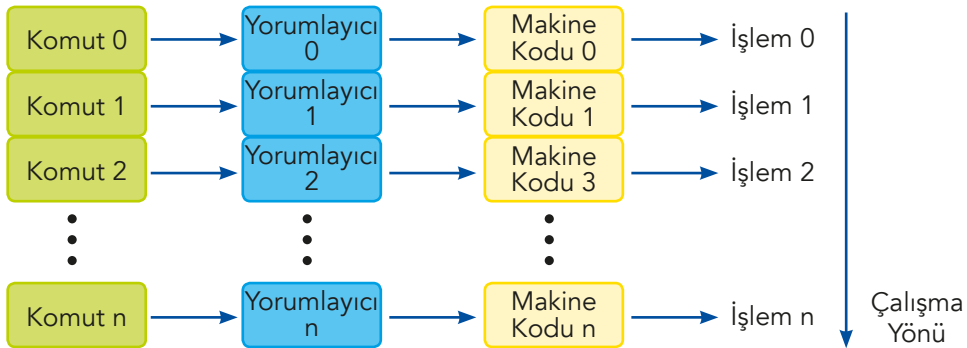 Komut 0
Yorumlayıcı
0
Makine
Kodu 0
İşlem 0
Komut 1
Yorumlayıcı
1
Makine
Kodu 1
İşlem 1
Komut 2
Yorumlayıcı
2
Makine
Kodu 3
İşlem 2
Komut n
Yorumlayıcı
n
Makine
Kodu n
İşlem n
Çalışma
Yönü